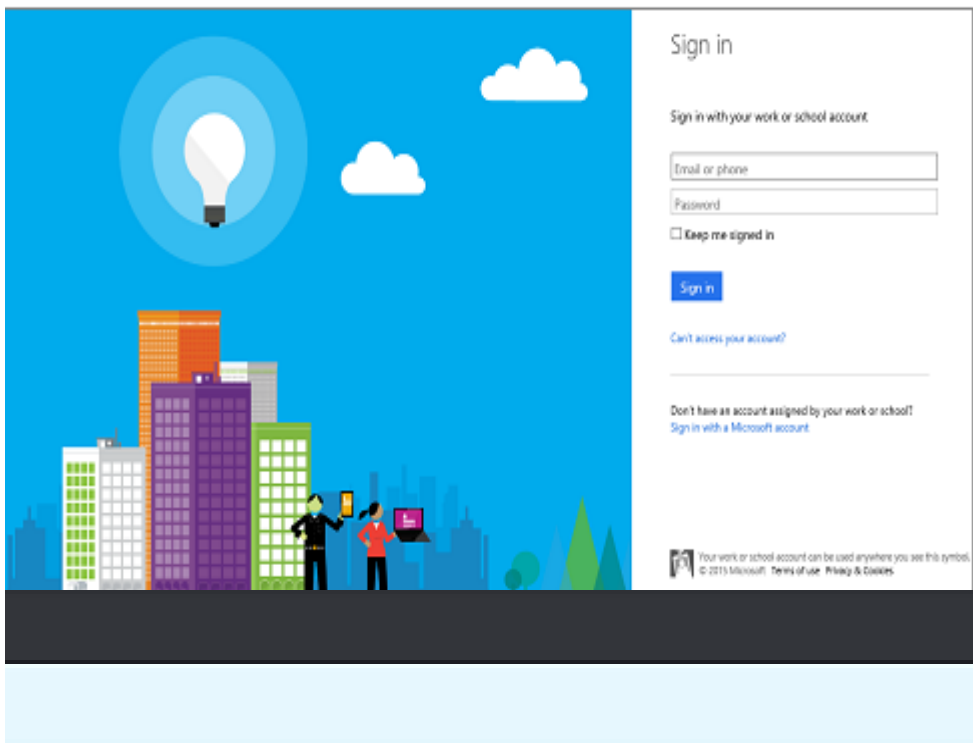 Sign in
Sign in with your work or school account
Email or phone
Password
Keep me signed in
Sign in
Can't access your account?
Don't have an account assigned by your work or school?
Sign in with a Microsoft account
Your work or school account can be used anywhere you see this symbol.
© 2015 Microsoft Terms of use Privacy & Cookies